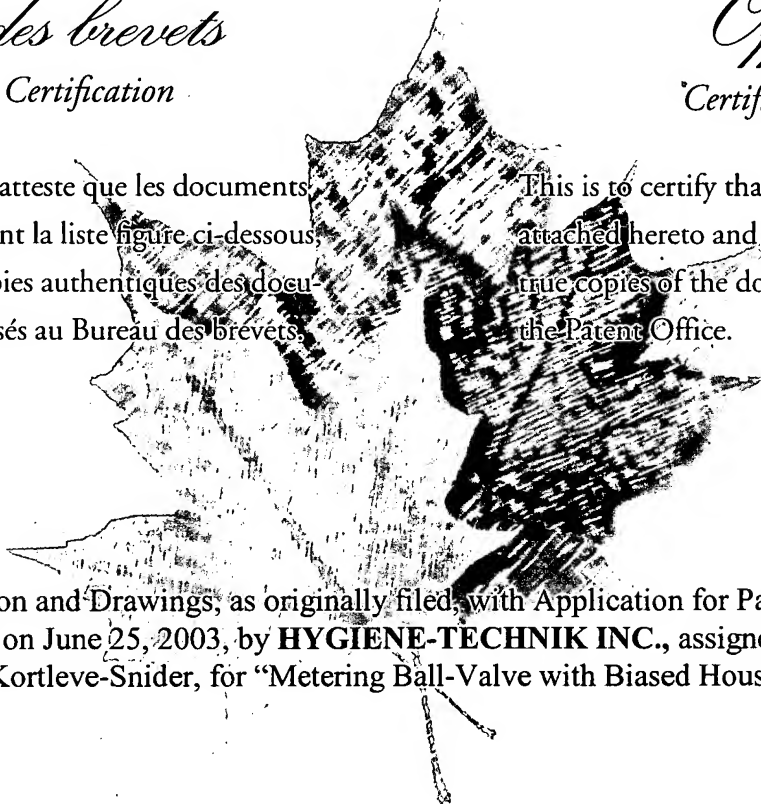 des brevets
Certification
atteste que les documents
nt la liste figure ci-dessous,
ies authentiques des docu-
sés au Bureau des brevets.
This is to certify tha
attached hereto and
true copies of the do
the Patent Office.
on and Drawings, as originally filed, with Application for Pa
on June 25, 2003, by HYGIENE-TECHNIK INC., assigne
Kortleve-Snider, for “Metering Ball-Valve with Biased Hous